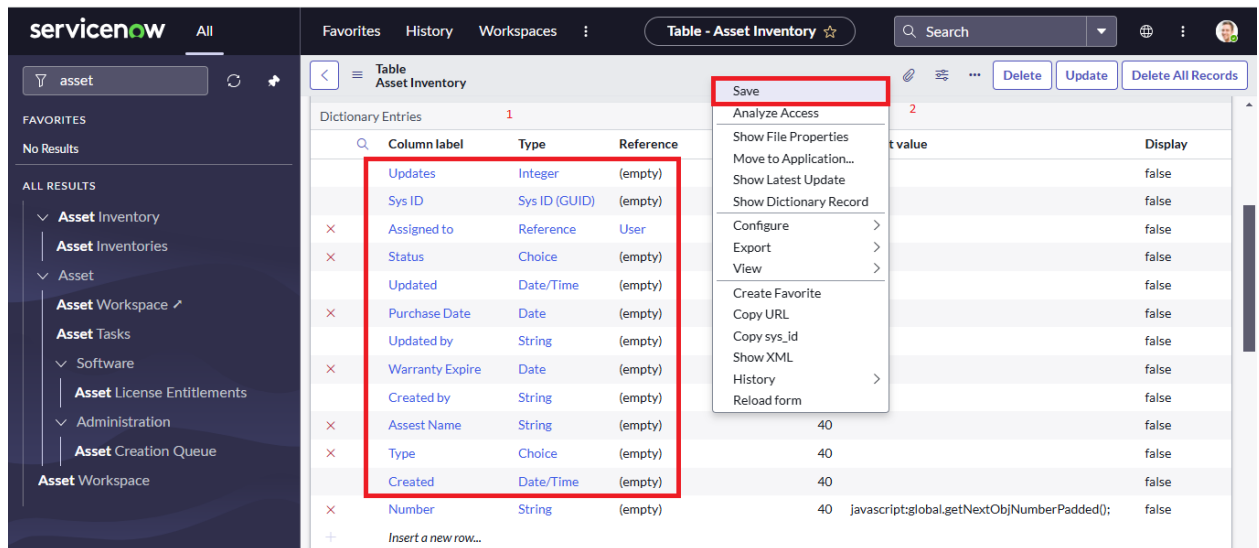 servicenow All Favorites History Workspaces Table - Asset Inventory Search
asset
FAVORITES
No Results
ALL RESULTS
Asset Inventory
Asset Inventories
Asset
Asset Workspace
Asset Tasks
Software
Asset License Entitlements
Administration
Asset Creation Queue
Asset Workspace
Table
Asset Inventory
Delete Update Delete All Records
Dictionary Entries 1 2
Column label Type Reference t value Display
Updates Integer (empty) false
Sys ID Sys ID (GUID) (empty) false
Assigned to Reference User false
Status Choice (empty) false
Updated Date/Time (empty) false
Purchase Date Date (empty) false
Updated by String (empty) false
Warranty Expire Date (empty) false
Created by String (empty) false
Assest Name String (empty) 40 false
Type Choice (empty) 40 false
Created Date/Time (empty) 40 false
Number String (empty) 40 javascript:global.getNextObjNumberPadded(); false
Insert a new row...
Save
Analyze Access
Show File Properties
Move to Application...
Show Latest Update
Show Dictionary Record
Configure
Export
View
Create Favorite
Copy URL
Copy sys_id
Show XML
History
Reload form